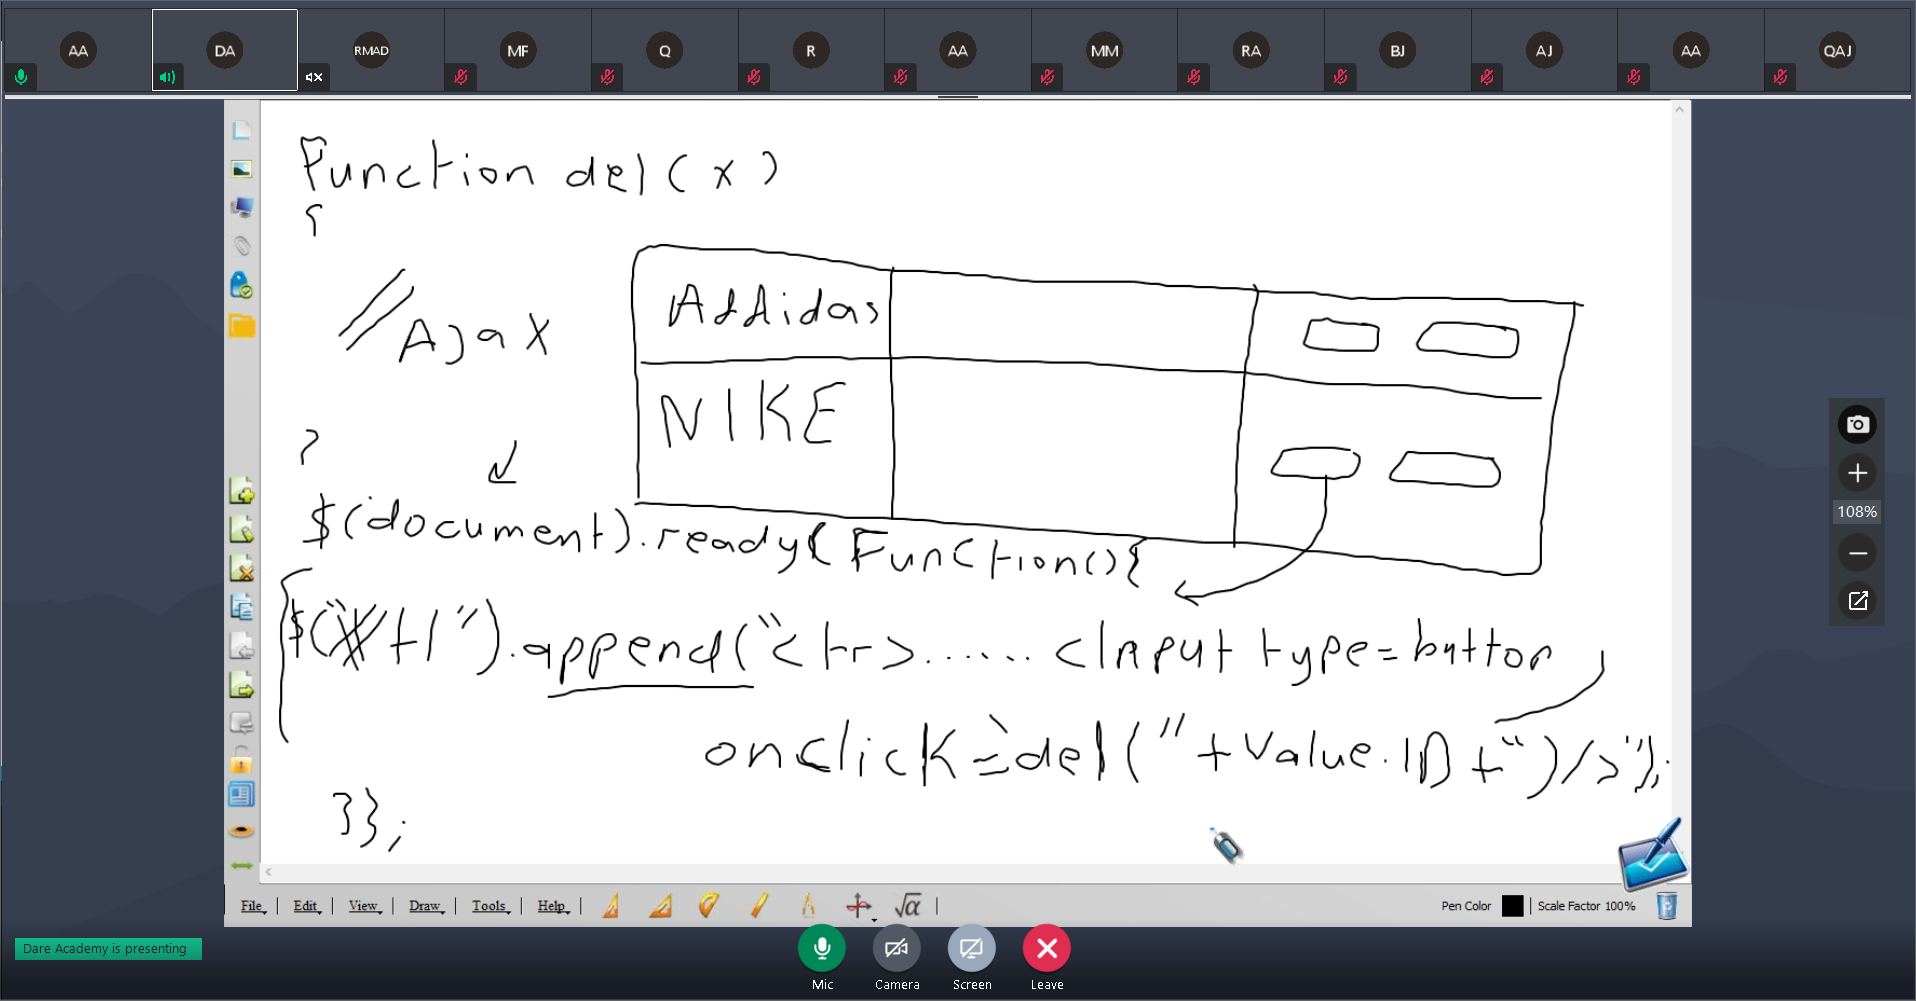 AA DA RMAD MF Q R AA MM RA BJ AJ AA QAJ
Function del(x)
{
//Ajax
Addidas
NIKE
}
$(document).ready(Function(){
tl").append("<tr>......<Input type=button
onclick=del("+Value.ID+")/>");
}};
108%
File Edit View Draw Tools Help √α Pen Color Scale Factor 100%
Dare Academy is presenting
Mic Camera Screen Leave